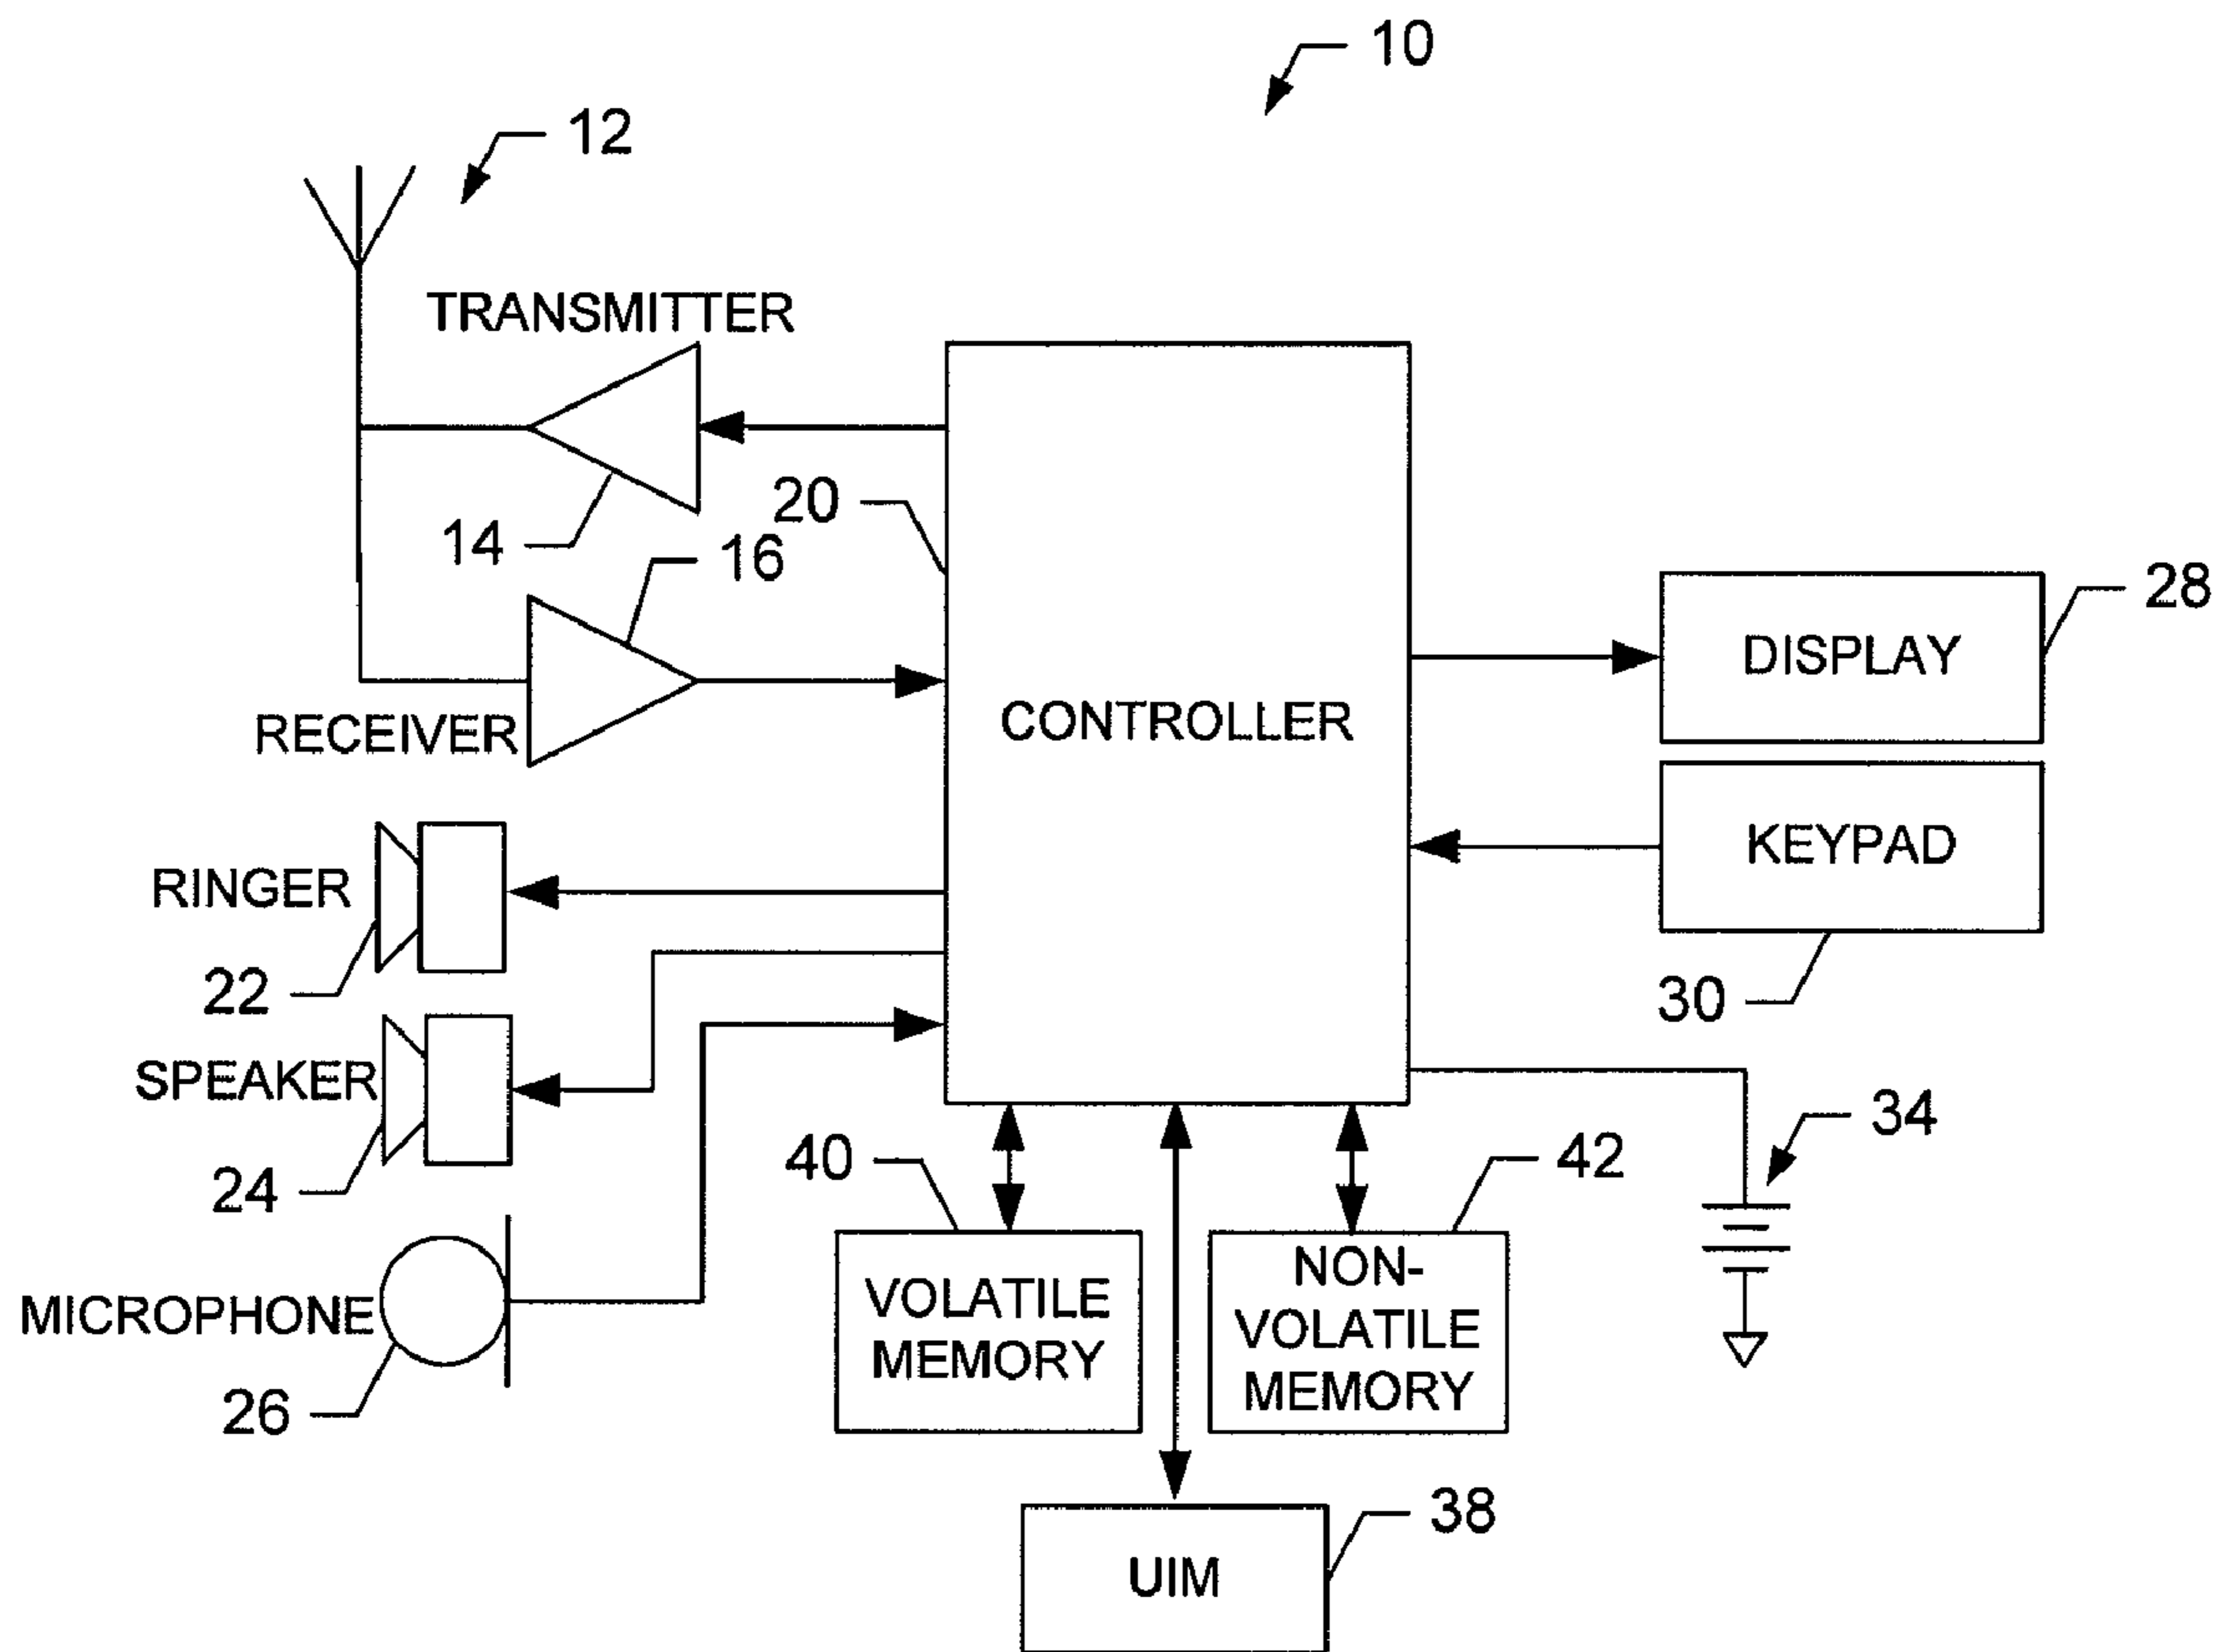 10
12
TRANSMITTER
20
14
16
28
DISPLAY
RECEIVER
CONTROLLER
KEYPAD
RINGER
22
30
SPEAKER
24
40
42
34
VOLATILE
MEMORY
NON-
VOLATILE
MEMORY
MICROPHONE
26
38
UIM